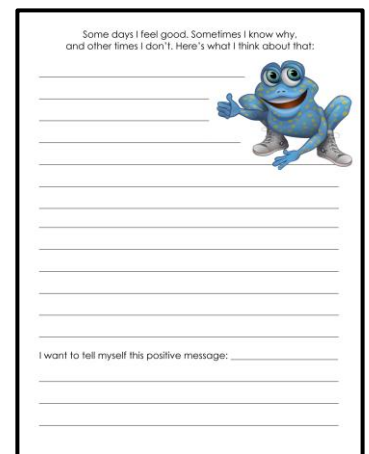 Some days I feel good. Sometimes I know why,
and other times I don't. Here's what I think about that:
I want to tell myself this positive message: